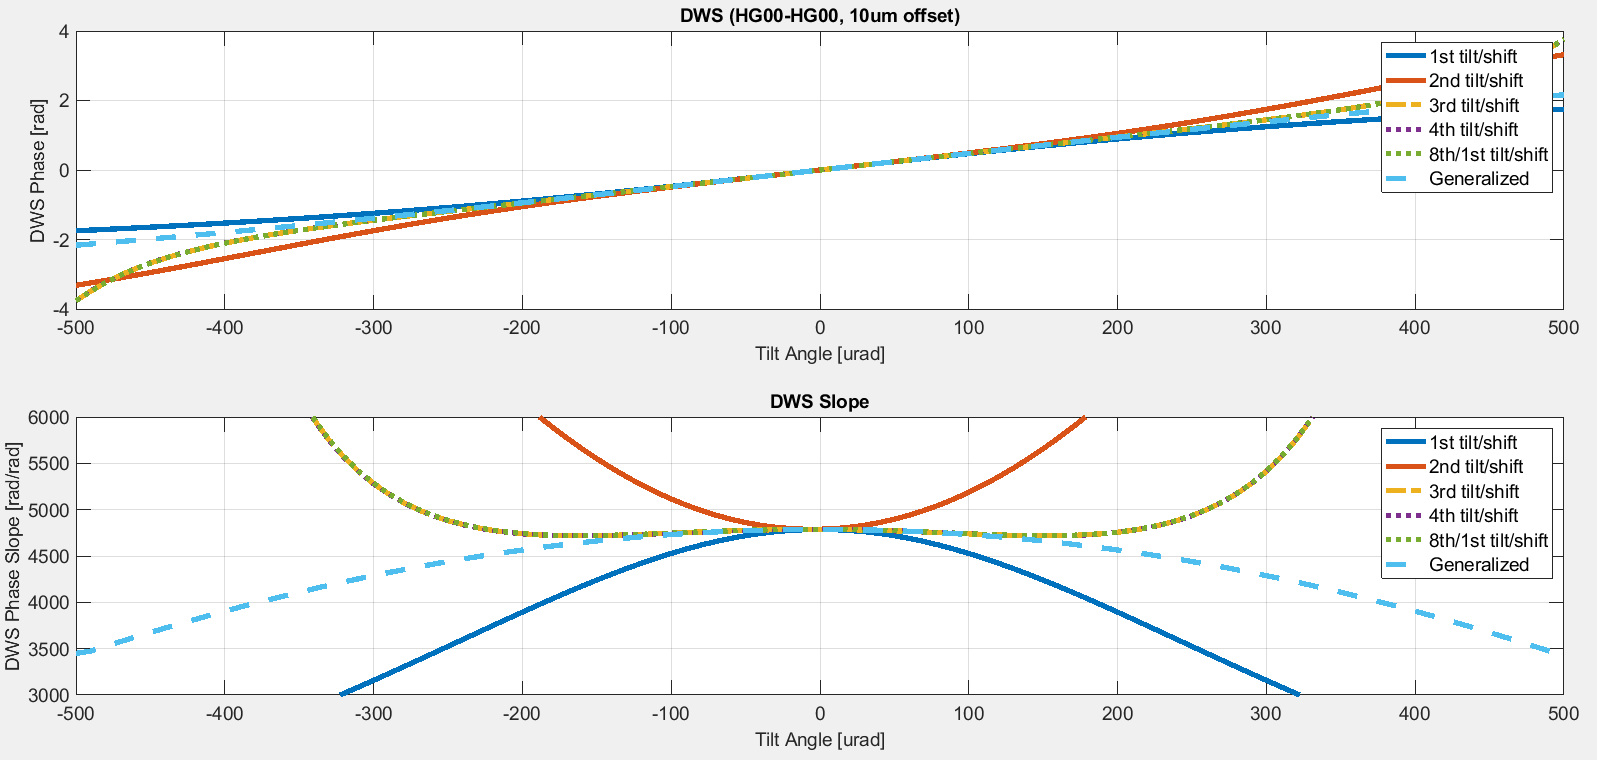 DWS (HG00-HG00, 10um offset)
4
2
0
-2
-4
DWS Phase [rad]
-500 -400 -300 -200 -100 0 100 200 300 400 500
Tilt Angle [urad]
1st tilt/shift
2nd tilt/shift
3rd tilt/shift
4th tilt/shift
8th/1st tilt/shift
Generalized
DWS Slope
6000
5500
5000
4500
4000
3500
3000
DWS Phase Slope [rad/rad]
-500 -400 -300 -200 -100 0 100 200 300 400 500
Tilt Angle [urad]
1st tilt/shift
2nd tilt/shift
3rd tilt/shift
4th tilt/shift
8th/1st tilt/shift
Generalized